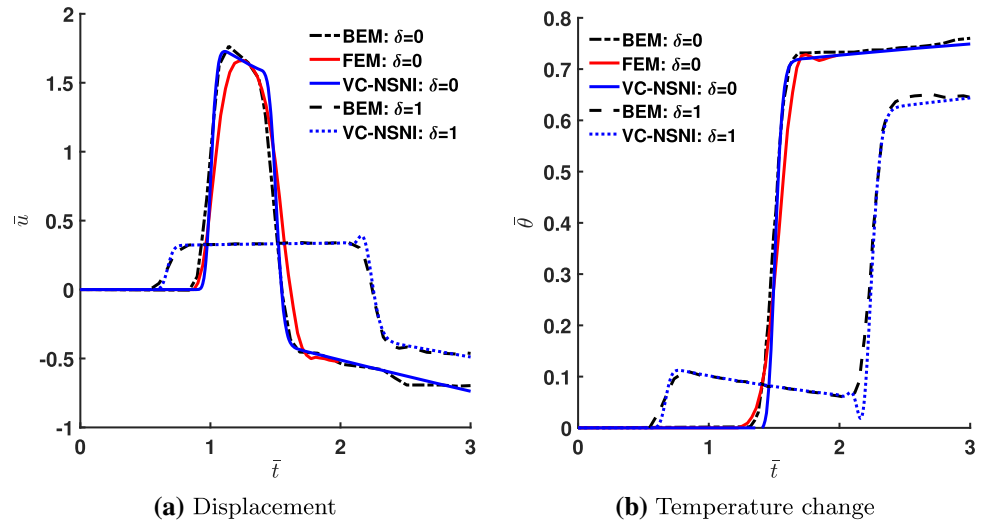 2
1.5
1
0.5
0
-0.5
-1
0
1
2
3
ū
t̄
BEM: δ=0
FEM: δ=0
VC-NSNI: δ=0
BEM: δ=1
VC-NSNI: δ=1
(a) Displacement
0.8
0.7
0.6
0.5
0.4
0.3
0.2
0.1
0
0
1
2
3
θ̄
t̄
BEM: δ=0
FEM: δ=0
VC-NSNI: δ=0
BEM: δ=1
VC-NSNI: δ=1
(b) Temperature change